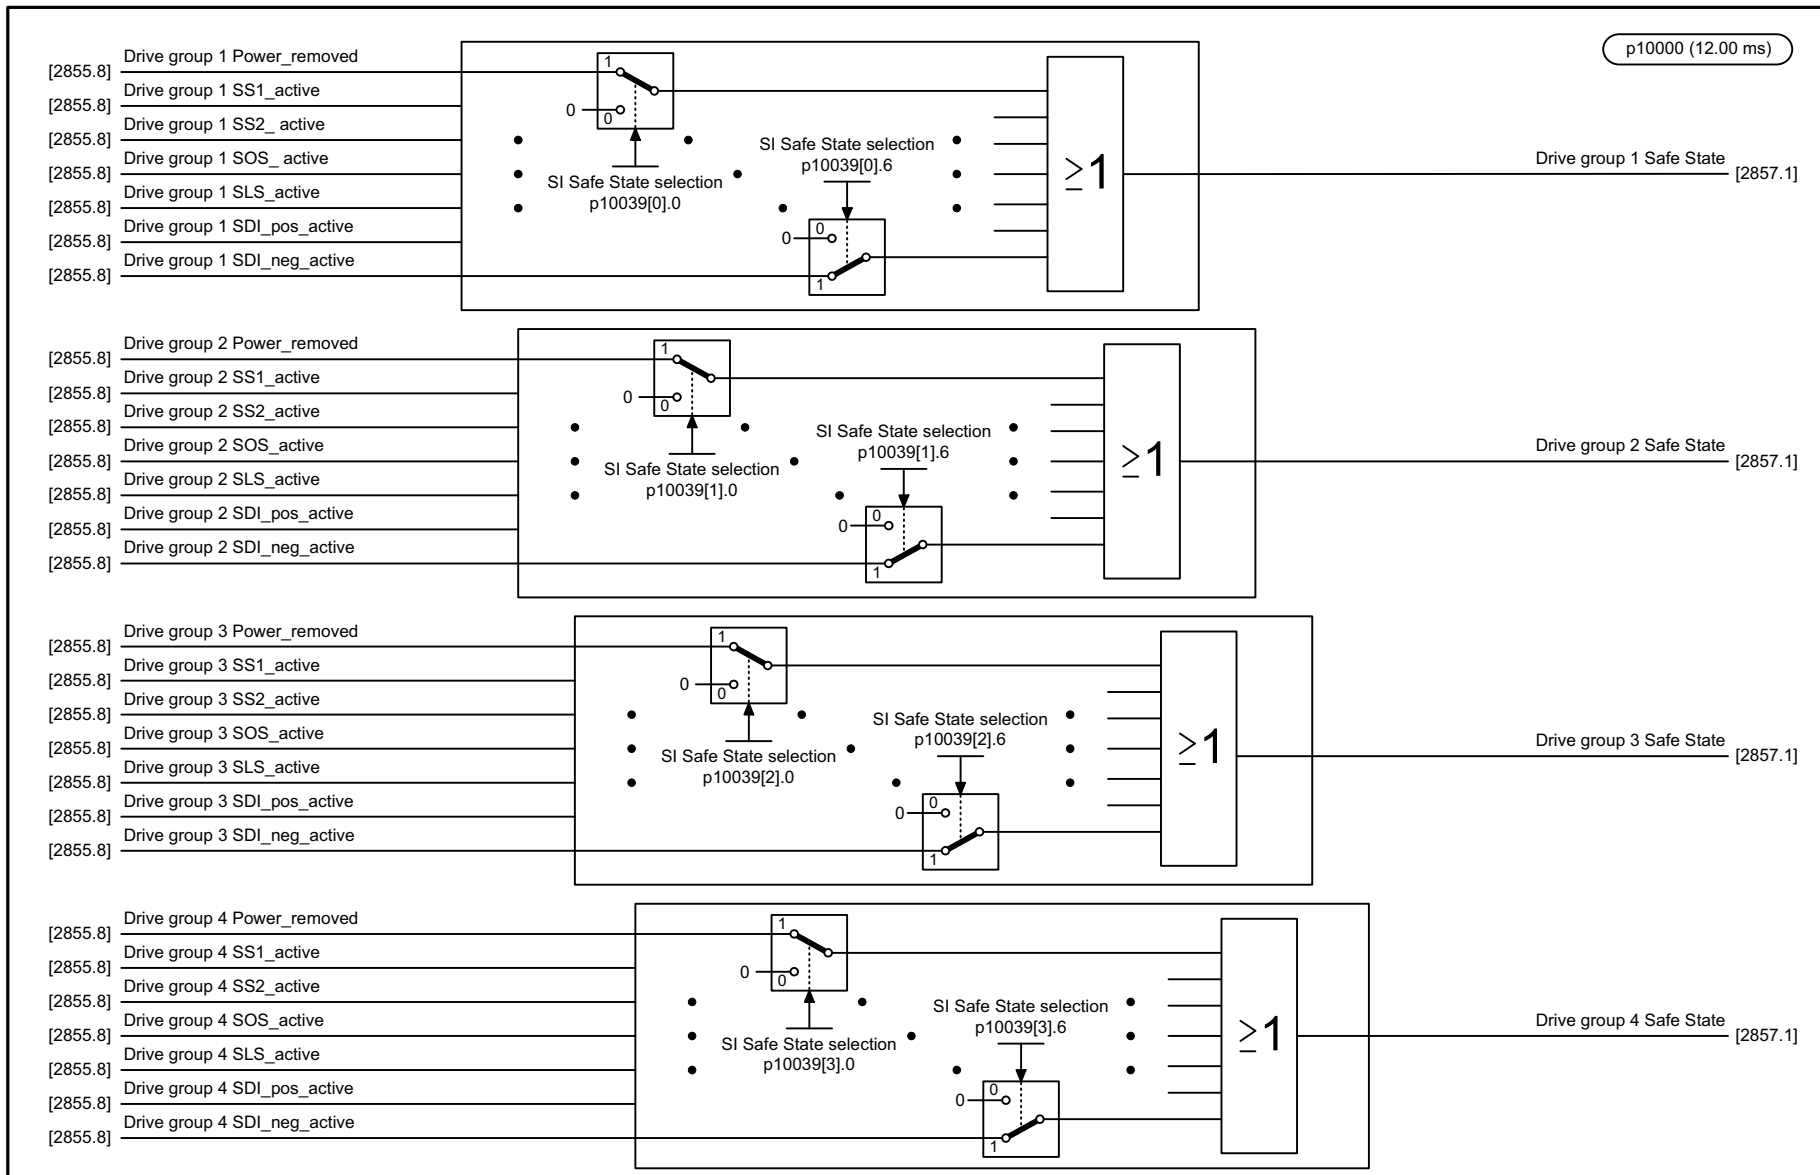 p10000 (12.00 ms)
Drive group 1 Power_removed
[2855.8]
Drive group 1 SS1_active
[2855.8]
Drive group 1 SS2_ active
[2855.8]
Drive group 1 SOS_ active
[2855.8]
Drive group 1 SLS_active
[2855.8]
Drive group 1 SDI_pos_active
[2855.8]
Drive group 1 SDI_neg_active
[2855.8]
1
0
0
SI Safe State selection
p10039[0].0
SI Safe State selection
p10039[0].6
0
0
1
≥1
Drive group 1 Safe State
[2857.1]
Drive group 2 Power_removed
[2855.8]
Drive group 2 SS1_active
[2855.8]
Drive group 2 SS2_active
[2855.8]
Drive group 2 SOS_active
[2855.8]
Drive group 2 SLS_active
[2855.8]
Drive group 2 SDI_pos_active
[2855.8]
Drive group 2 SDI_neg_active
[2855.8]
1
0
0
SI Safe State selection
p10039[1].0
SI Safe State selection
p10039[1].6
0
0
1
≥1
Drive group 2 Safe State
[2857.1]
Drive group 3 Power_removed
[2855.8]
Drive group 3 SS1_active
[2855.8]
Drive group 3 SS2_active
[2855.8]
Drive group 3 SOS_active
[2855.8]
Drive group 3 SLS_active
[2855.8]
Drive group 3 SDI_pos_active
[2855.8]
Drive group 3 SDI_neg_active
[2855.8]
1
0
0
SI Safe State selection
p10039[2].0
SI Safe State selection
p10039[2].6
0
0
1
≥1
Drive group 3 Safe State
[2857.1]
Drive group 4 Power_removed
[2855.8]
Drive group 4 SS1_active
[2855.8]
Drive group 4 SS2_active
[2855.8]
Drive group 4 SOS_active
[2855.8]
Drive group 4 SLS_active
[2855.8]
Drive group 4 SDI_pos_active
[2855.8]
Drive group 4 SDI_neg_active
[2855.8]
1
0
0
SI Safe State selection
p10039[3].0
SI Safe State selection
p10039[3].6
0
0
1
≥1
Drive group 4 Safe State
[2857.1]